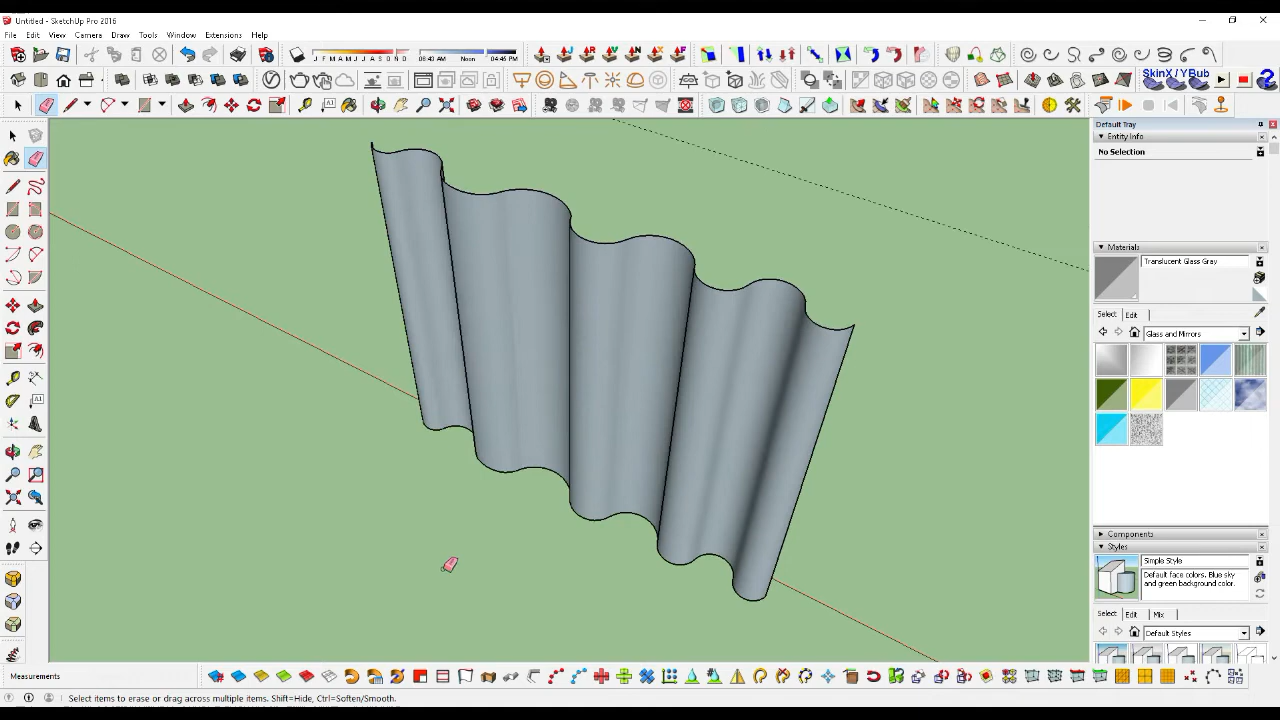 Untitled - SketchUp Pro 2016
File Edit View Camera Draw Tools Window Extensions Help
J F M A M J J A S O N D
06:43 AM Noon 04:46 PM
SkinX / YBub
Default Tray
Entity Info
No Selection
Materials
Translucent Glass Gray
Select Edit
Glass and Mirrors
Components
Styles
Simple Style
Default face colors. Blue sky
and green background color.
Select Edit Mix
Default Styles
Measurements
Select items to erase or drag across multiple items. Shift=Hide, Ctrl=Soften/Smooth.